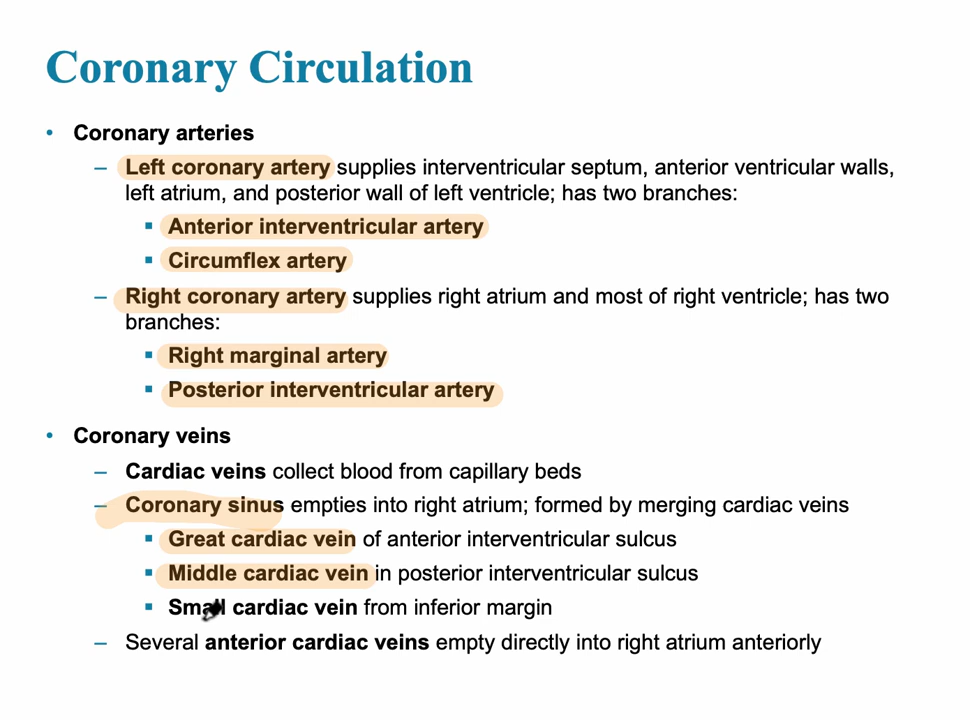 Coronary Circulation
• Coronary arteries
– Left coronary artery supplies interventricular septum, anterior ventricular walls,
left atrium, and posterior wall of left ventricle; has two branches:
▪ Anterior interventricular artery
▪ Circumflex artery
– Right coronary artery supplies right atrium and most of right ventricle; has two
branches:
▪ Right marginal artery
▪ Posterior interventricular artery
• Coronary veins
– Cardiac veins collect blood from capillary beds
– Coronary sinus empties into right atrium; formed by merging cardiac veins
▪ Great cardiac vein of anterior interventricular sulcus
▪ Middle cardiac vein in posterior interventricular sulcus
▪ Small cardiac vein from inferior margin
– Several anterior cardiac veins empty directly into right atrium anteriorly